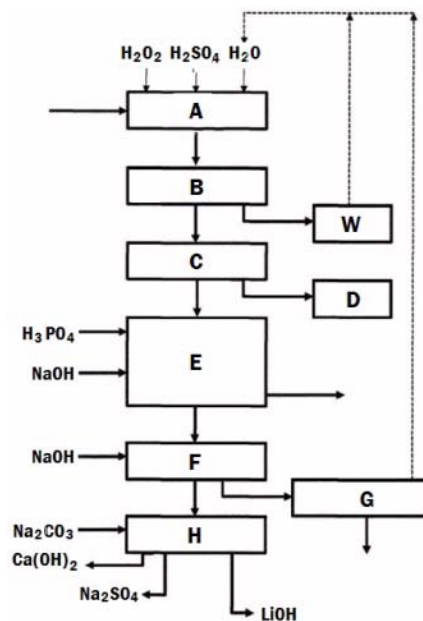 H₂O₂ H₂SO₄ H₂O
A
B
W
C
D
H₃PO₄
E
NaOH
NaOH
F
G
Na₂CO₃
H
Ca(OH)₂
Na₂SO₄
LiOH